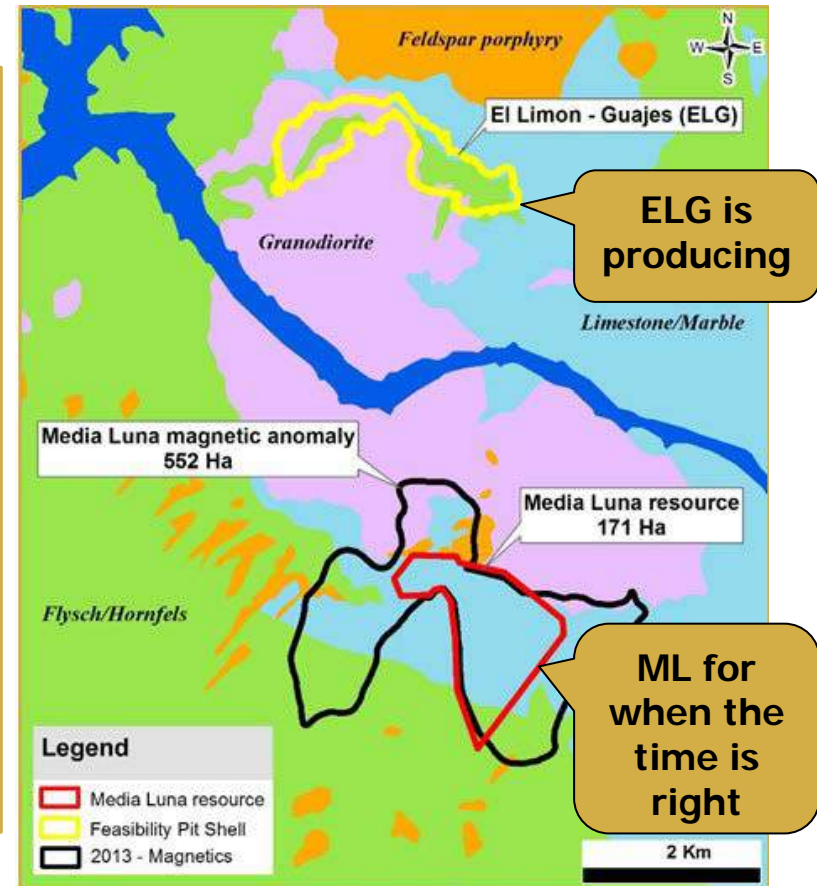 Feldspar porphyry
N
W
E
S
El Limon - Guajes (ELG)
ELG is
producing
Granodiorite
Limestone/Marble
Media Luna magnetic anomaly
552 Ha
Media Luna resource
171 Ha
Flysch/Hornfels
ML for
when the
time is
right
Legend
Media Luna resource
Feasibility Pit Shell
2013 - Magnetics
2 Km